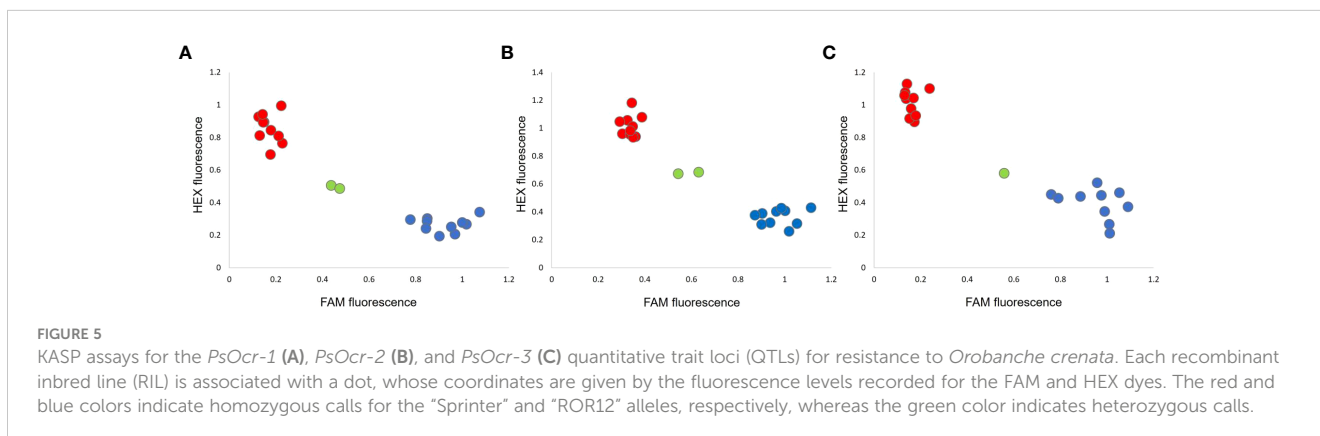 A
B
C
1.2
1
0.8
0.6
0.4
0.2
0
HEX fluorescence
0 0.2 0.4 0.6 0.8 1 1.2
FAM fluorescence
1.4
1.2
1
0.8
0.6
0.4
0.2
0
HEX fluorescence
0 0.2 0.4 0.6 0.8 1 1.2
FAM fluorescence
1.2
1
0.8
0.6
0.4
0.2
0
HEX fluorescence
0 0.2 0.4 0.6 0.8 1 1.2
FAM fluorescence
FIGURE 5
KASP assays for the PsOcr-1 (A), PsOcr-2 (B), and PsOcr-3 (C) quantitative trait loci (QTLs) for resistance to Orobanche crenata. Each recombinant
inbred line (RIL) is associated with a dot, whose coordinates are given by the fluorescence levels recorded for the FAM and HEX dyes. The red and
blue colors indicate homozygous calls for the "Sprinter" and "ROR12" alleles, respectively, whereas the green color indicates heterozygous calls.